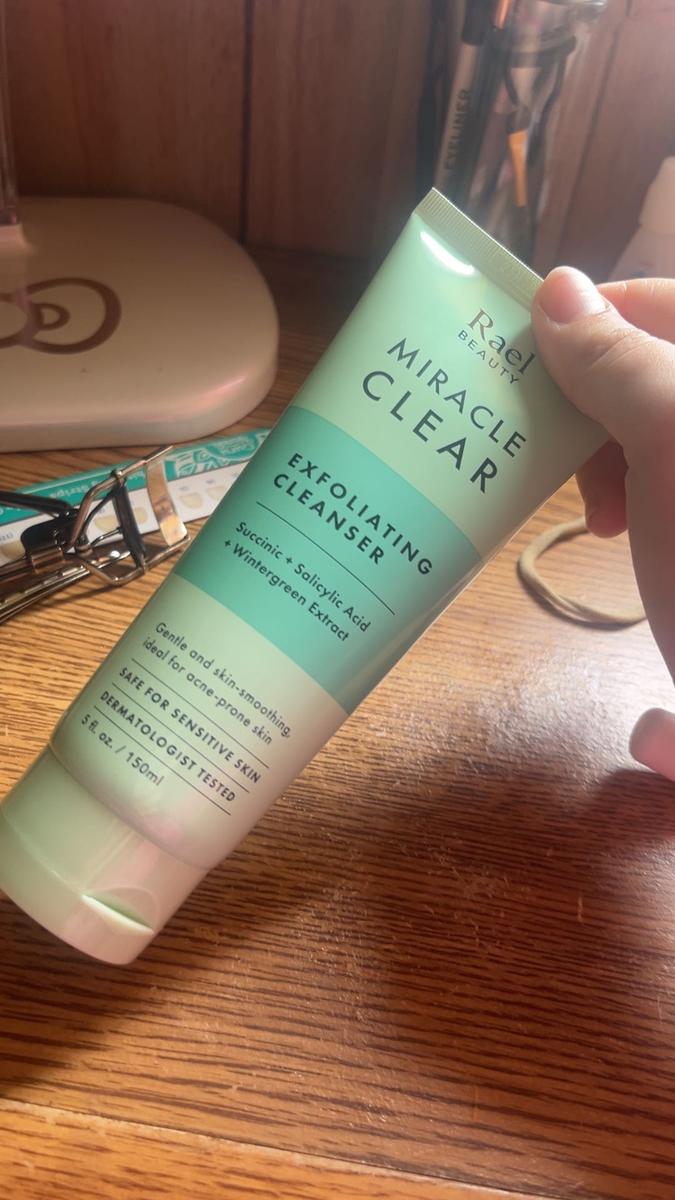 EYELINER
Rael
BEAUTY
MIRACLE
CLEAR
EXFOLIATING
CLEANSER
Succinic + Salicylic Acid
+ Wintergreen Extract
Gentle and skin-smoothing,
ideal for acne-prone skin
SAFE FOR SENSITIVE SKIN
DERMATOLOGIST TESTED
5 fl. oz. / 150ml